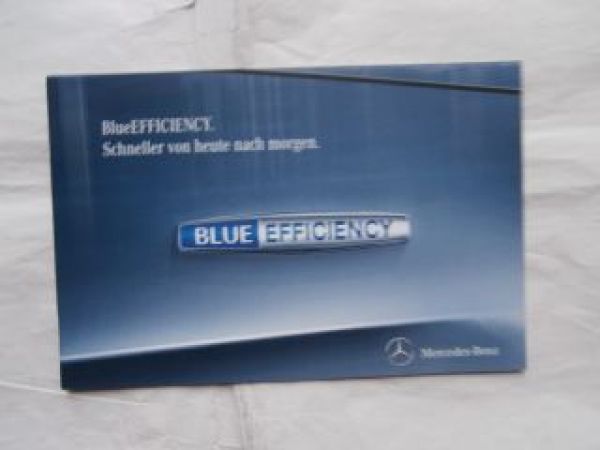 BlueEFFICIENCY.
Schneller von heute nach morgen.
BLUE EFFICIENCY
Mercedes-Benz